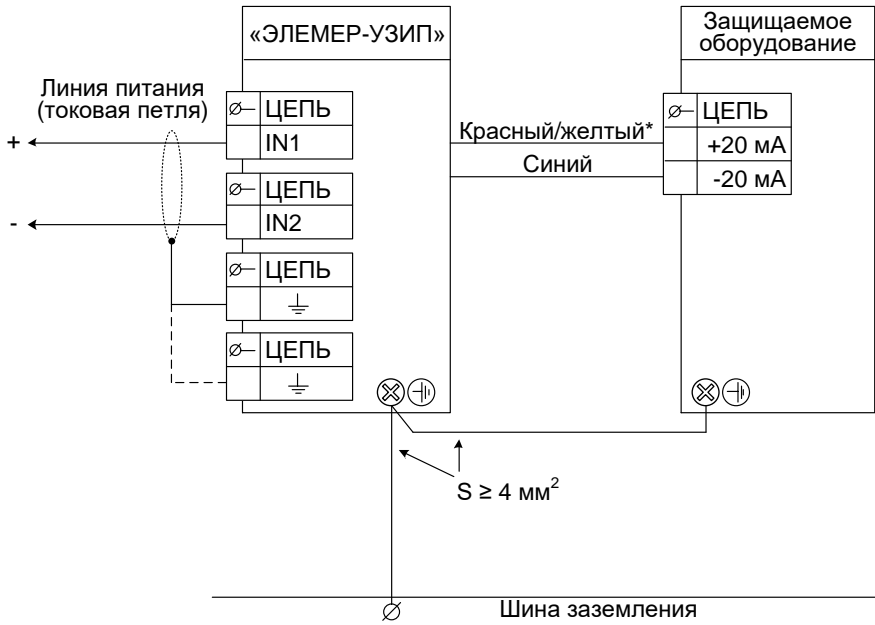 «ЭЛЕМЕР-УЗИП»
Защищаемое
оборудование
Линия питания
(токовая петля)
ЦЕПЬ
IN1
ЦЕПЬ
IN2
ЦЕПЬ
ЦЕПЬ
+
-
Красный/желтый*
Синий
ЦЕПЬ
+20 мА
-20 мА
S ≥ 4 мм²
Шина заземления